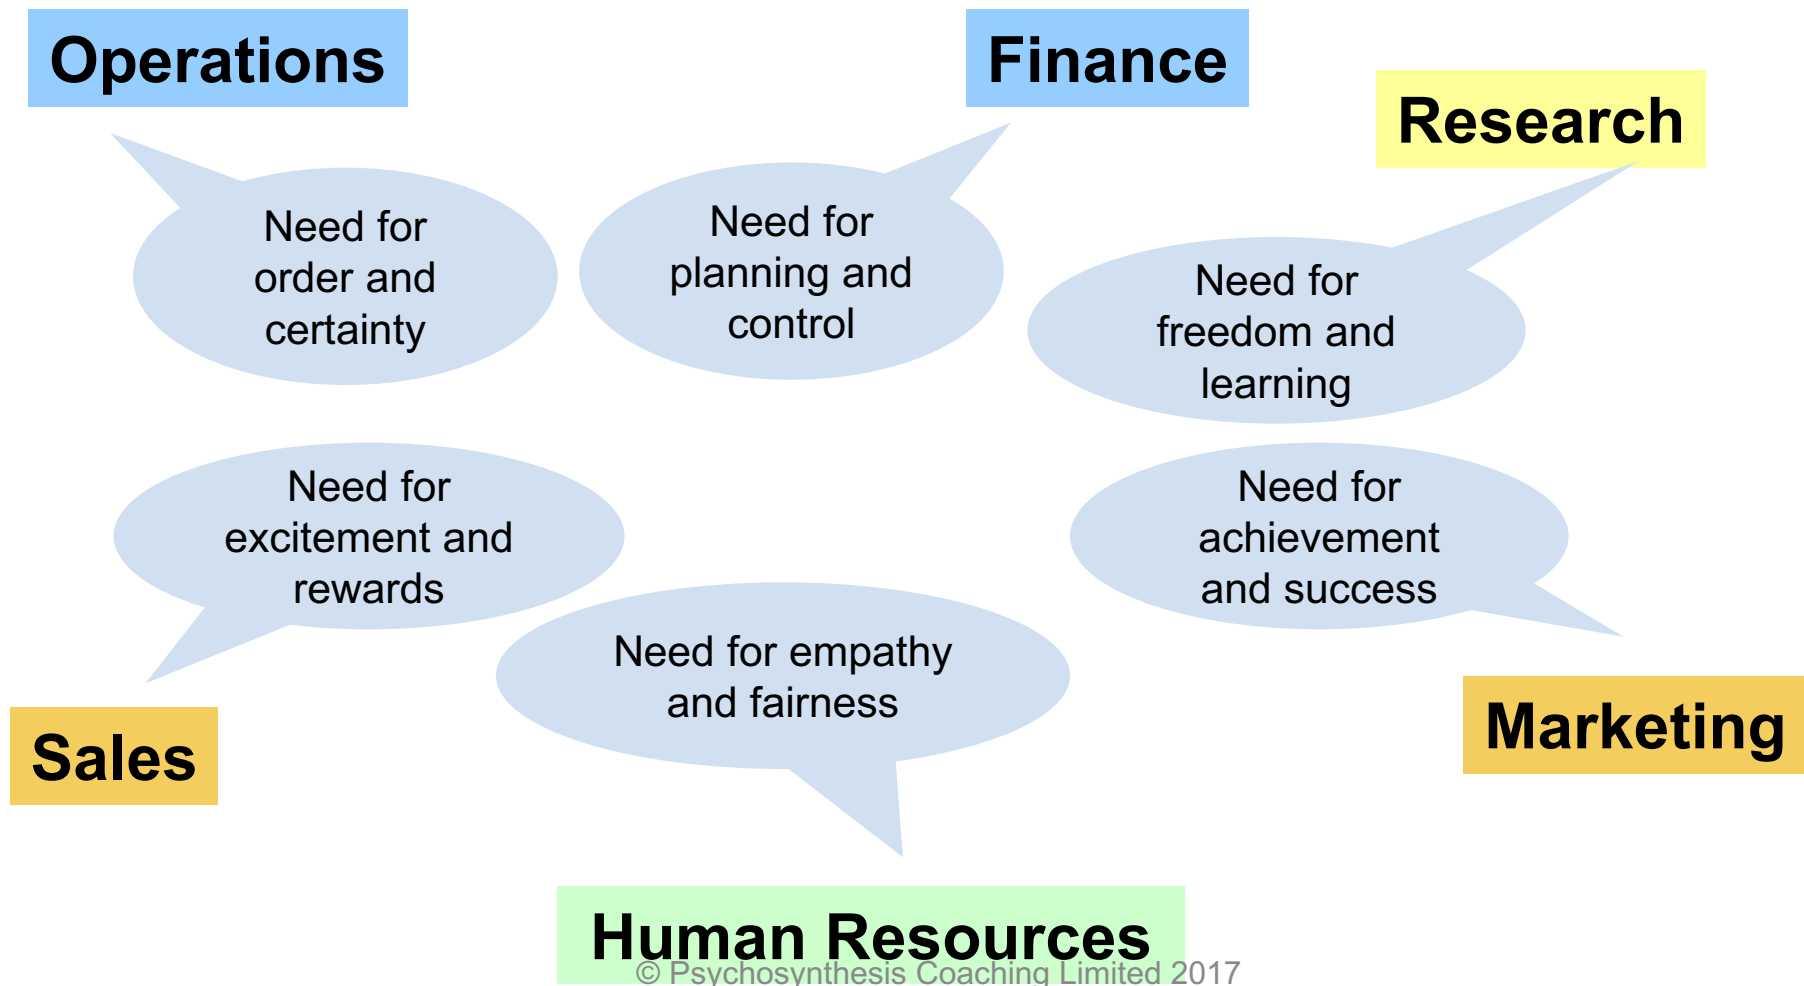 Operations
Finance
Research
Need for
order and
certainty
Need for
planning and
control
Need for
freedom and
learning
Need for
excitement and
rewards
Need for
achievement
and success
Need for empathy
and fairness
Sales
Marketing
Human Resources
© Psychosynthesis Coaching Limited 2017